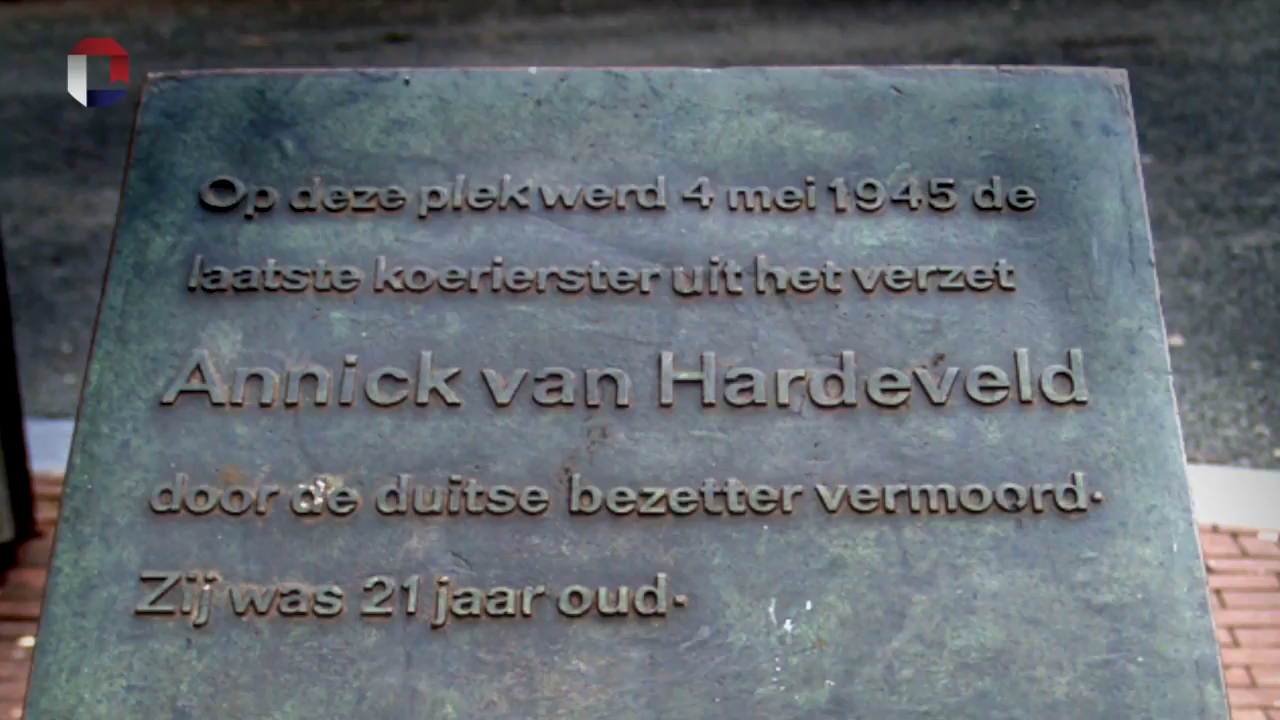 Op deze plek werd 4 mei 1945 de
laatste koerierster uit het verzet
Annick van Hardeveld
door de duitse bezetter vermoord.
Zij was 21 jaar oud.